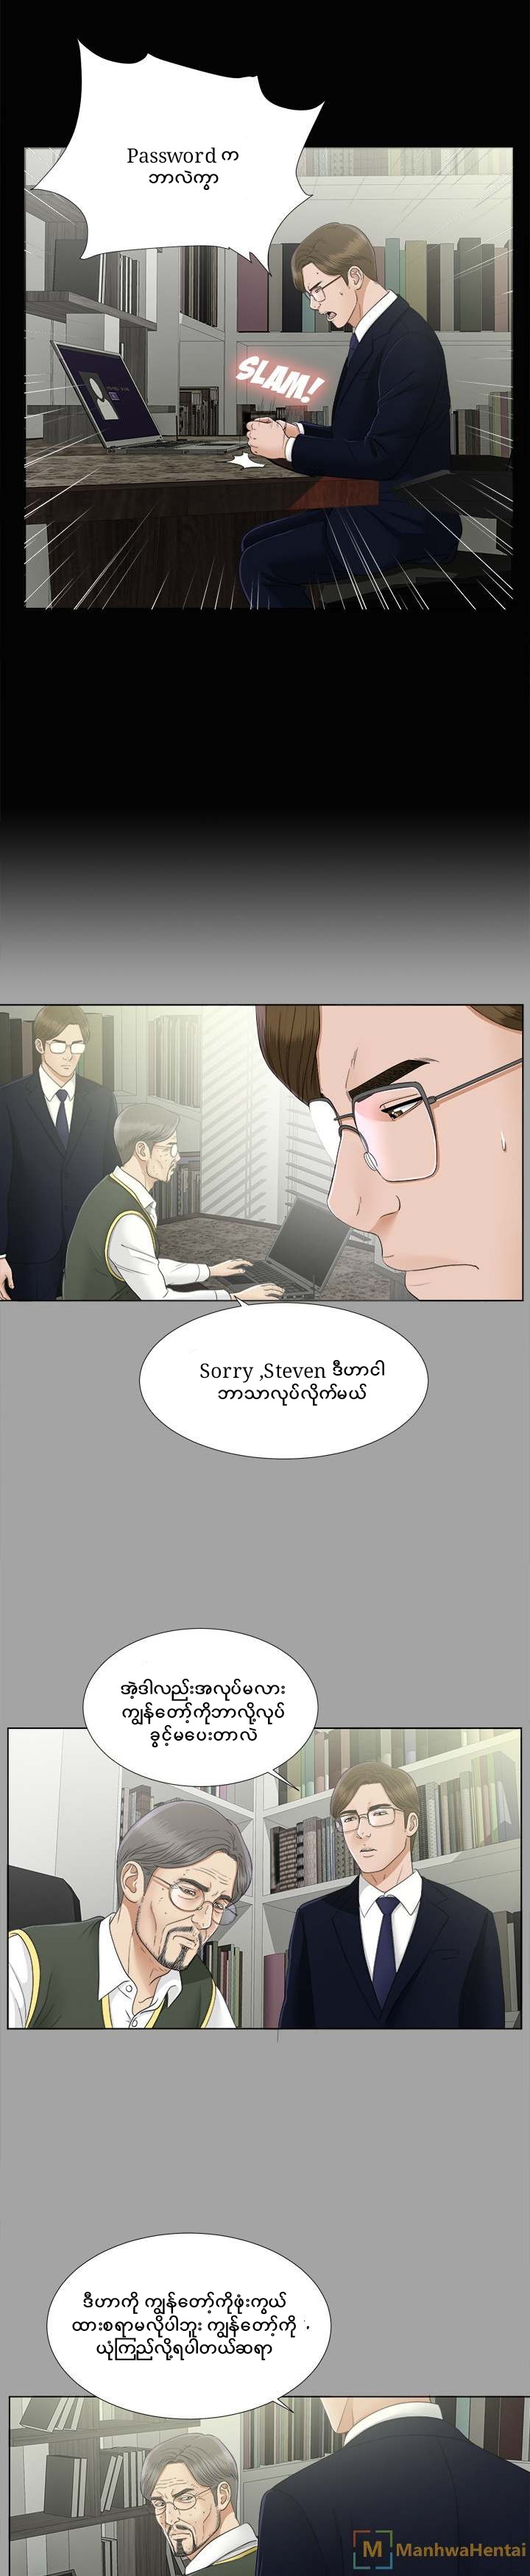 Password က
ဘာလဲကွာ
SLAM!
Sorry ,Steven ဒီဟာငါ
ဘာသာလုပ်လိုက်မယ်
အဲ့ဒါလည်းအလုပ်မလား
ကျွန်တော့်ကိုဘာလို့လုပ်
ခွင့်မပေးတာလဲ
ဒီဟာကို ကျွန်တော့်ကိုဖုံးကွယ်
ထားစရာမလိုပါဘူး ကျွန်တော့်ကို
ယုံကြည်လို့ရပါတယ်ဆရာ
M ManhwaHentai